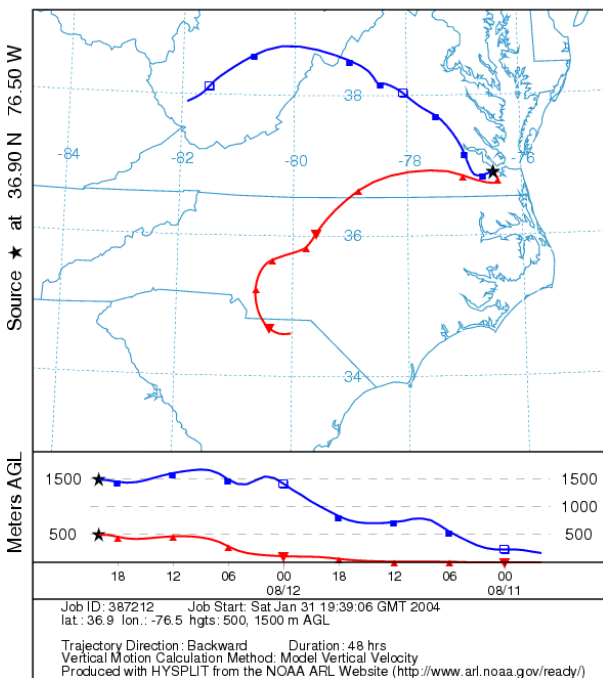 Source ★ at 36.90 N 76.50 W
-84
-82
-80
-78
-76
38
36
34
Meters AGL
1500 1500
1000
500 500
18 12 06 00 18 12 06 00
08/12 08/11
Job ID: 387212 Job Start: Sat Jan 31 19:39:06 GMT 2004
lat.: 36.9 lon.: -76.5 hgts: 500, 1500 m AGL
Trajectory Direction: Backward Duration: 48 hrs
Vertical Motion Calculation Method: Model Vertical Velocity
Produced with HYSPLIT from the NOAA ARL Website (http://www.arl.noaa.gov/ready/)